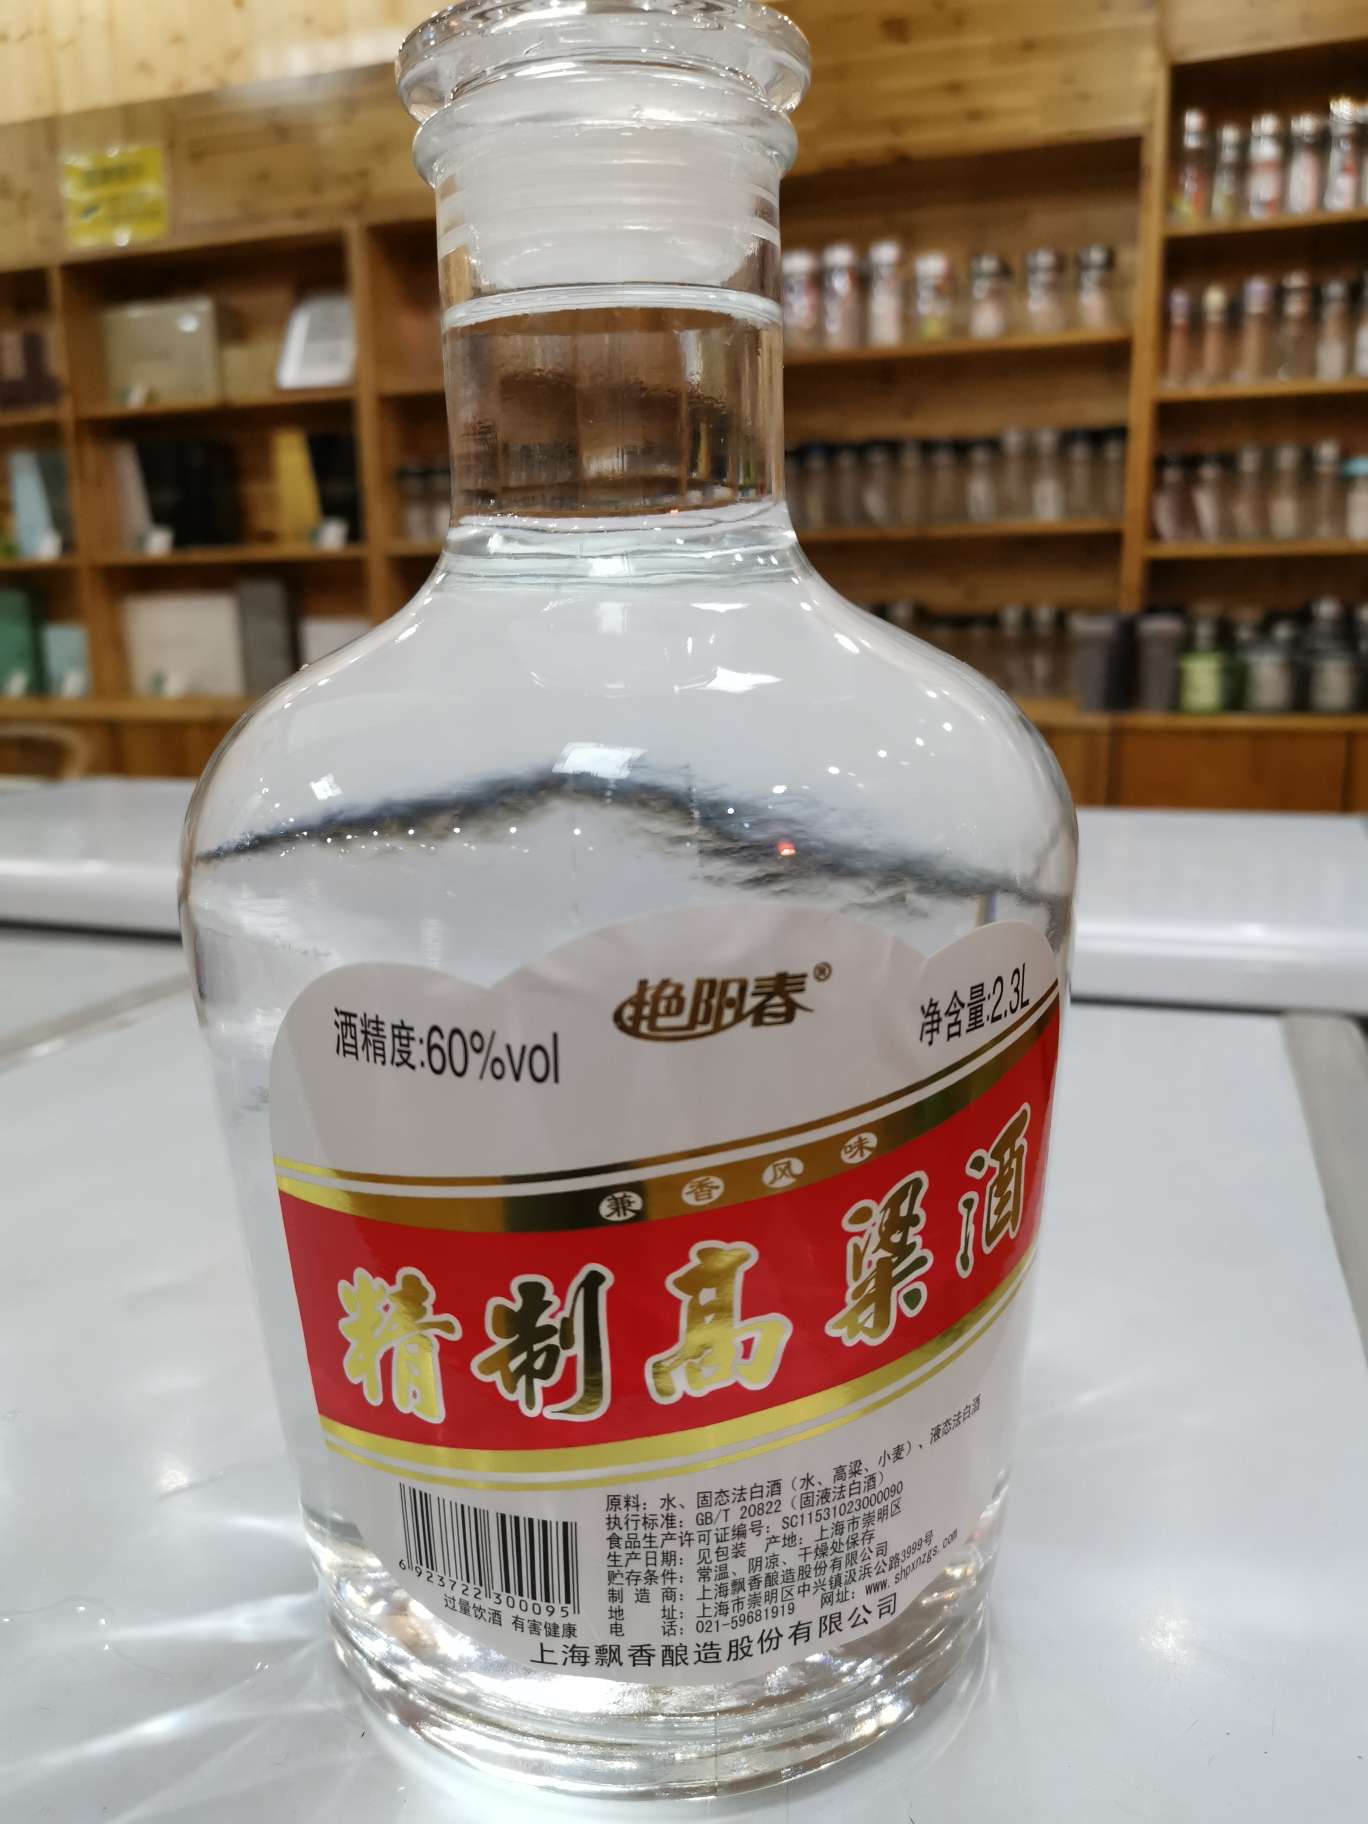 艳阳春®
酒精度:60%vol
净含量:2.3L
兼香风味
精制高粱酒
原料：水、固态法白酒（水、高粱、小麦）、液态法白酒
执行标准：GB/T 20822（固液法白酒）
食品生产许可证编号：SC11531023000090
生产日期：见包装 产地：上海市崇明区
贮存条件：常温、阴凉、干燥处保存
制造商：上海飘香酿造股份有限公司
地址：上海市崇明区中兴镇汲浜公路3999号
电话：021-59681919 网址：www.shpxnzgs.com
6 923722 300095
过量饮酒 有害健康
上海飘香酿造股份有限公司